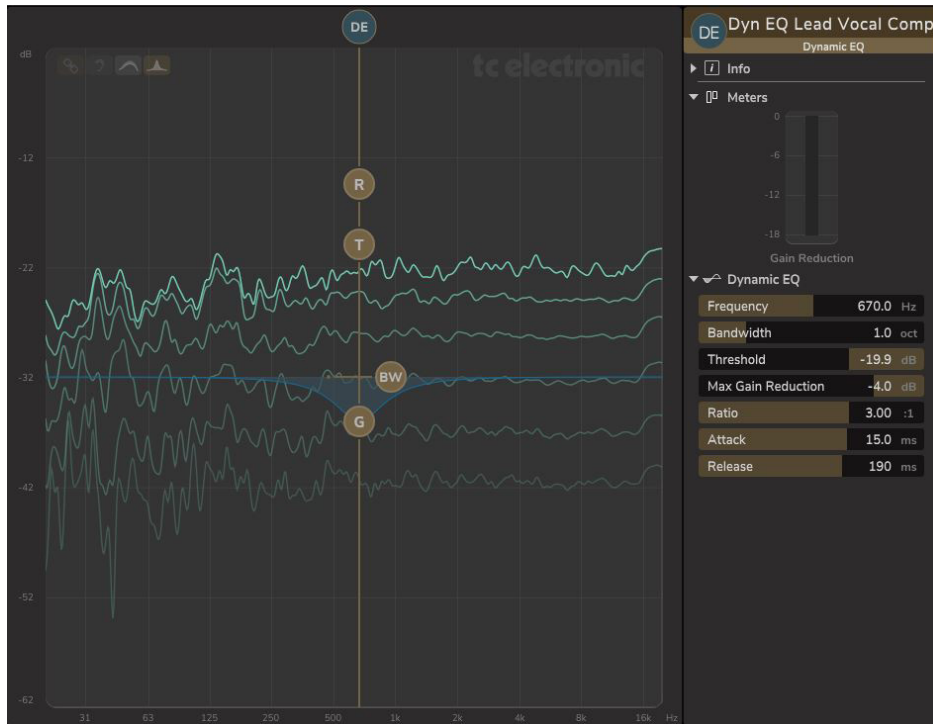 DE
dB
tc electronic
-12
R
T
-22
-32
BW
G
-42
-52
-62
31 63 125 250 500 1k 2k 4k 8k 16k Hz
DE
Dyn EQ Lead Vocal Comp
Dynamic EQ
i Info
Meters
0
-6
-12
-18
Gain Reduction
Dynamic EQ
Frequency 670.0 Hz
Bandwidth 1.0 oct
Threshold -19.9 dB
Max Gain Reduction -4.0 dB
Ratio 3.00 :1
Attack 15.0 ms
Release 190 ms